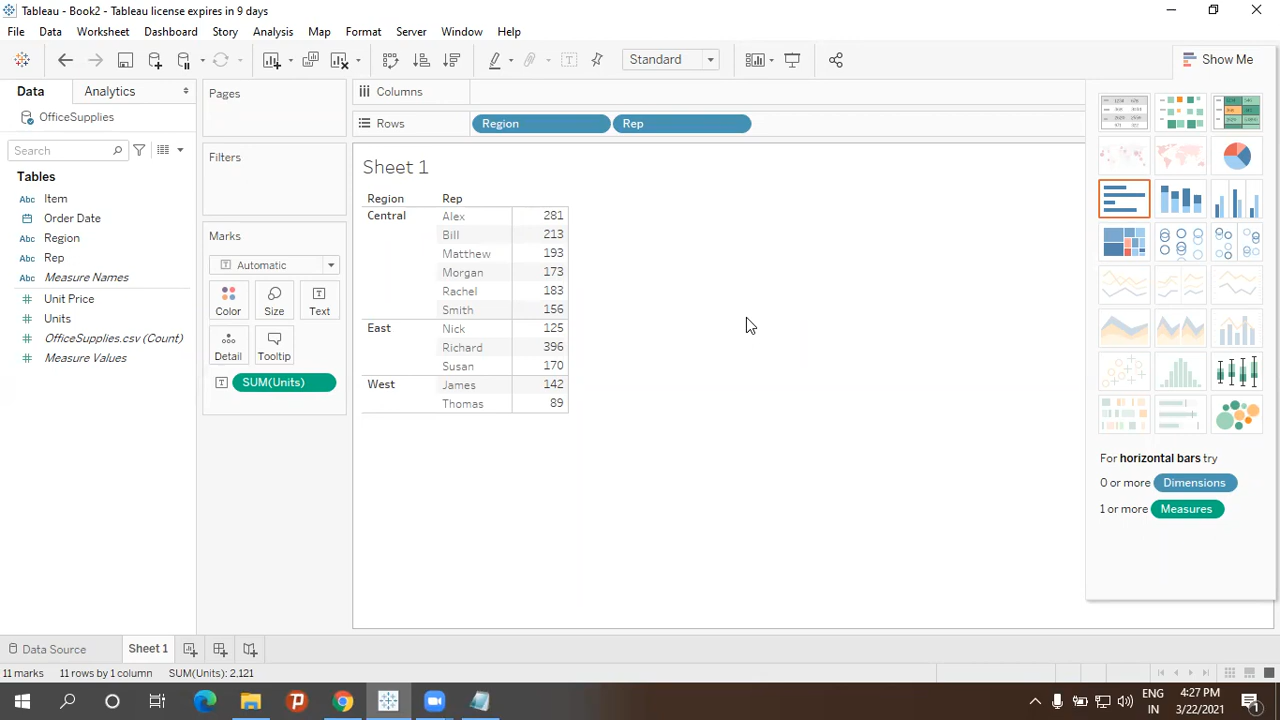 Tableau - Book2 - Tableau license expires in 9 days
File Data Worksheet Dashboard Story Analysis Map Format Server Window Help
Standard
Show Me
Data Analytics
OfficeSupplies
Search
Tables
Abc Item
Order Date
Abc Region
Abc Rep
Abc Measure Names
Unit Price
Units
OfficeSupplies.csv (Count)
Measure Values
Pages
Filters
Marks
Automatic
Color Size Text
Detail Tooltip
SUM(Units)
Columns
Rows Region Rep
Sheet 1
Region Rep
Central Alex 281
Bill 213
Matthew 193
Morgan 173
Rachel 183
Smith 156
East Nick 125
Richard 396
Susan 170
West James 142
Thomas 89
For horizontal bars try
0 or more Dimensions
1 or more Measures
Data Source Sheet 1
11 marks 11 rows by 1 column SUM(Units): 2,121
ENG
IN
4:27 PM
3/22/2021